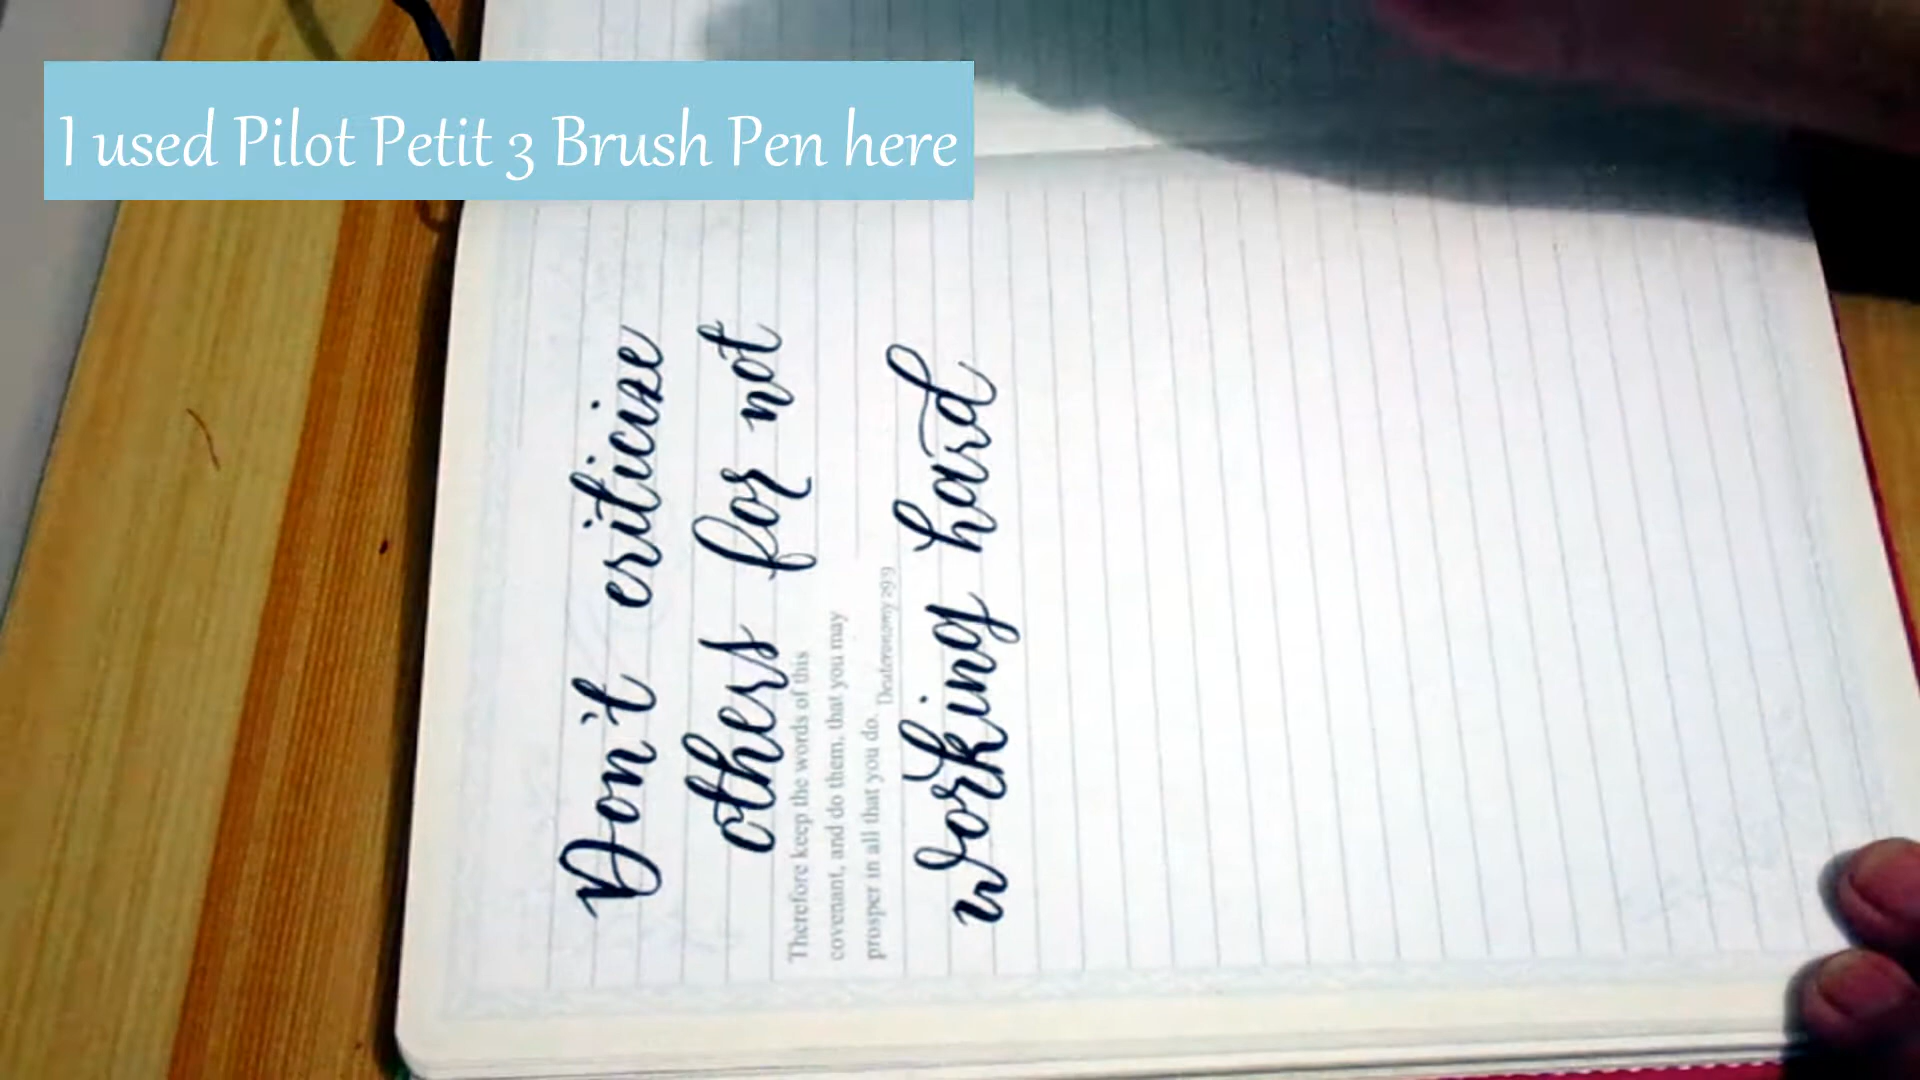 I used Pilot Petit 3 Brush Pen here
Don't criticize
others for not
Therefore keep the words of this
covenant, and do them, that you may
prosper in all that you do.
Deuteronomy 29:9
working hard